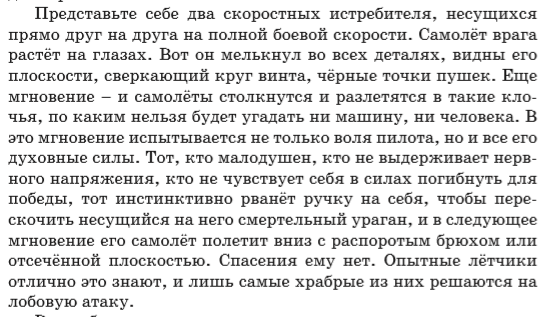 Представьте себе два скоростных истребителя, несущихся
прямо друг на друга на полной боевой скорости. Самолёт врага
растёт на глазах. Вот он мелькнул во всех деталях, видны его
плоскости, сверкающий круг винта, чёрные точки пушек. Еще
мгновение – и самолёты столкнутся и разлетятся в такие кло-
чья, по каким нельзя будет угадать ни машину, ни человека. В
это мгновение испытывается не только воля пилота, но и все его
духовные силы. Тот, кто малодушен, кто не выдерживает нерв-
ного напряжения, кто не чувствует себя в силах погибнуть для
победы, тот инстинктивно рванёт ручку на себя, чтобы пере-
скочить несущийся на него смертельный ураган, и в следующее
мгновение его самолёт полетит вниз с распоротым брюхом или
отсечённой плоскостью. Спасения ему нет. Опытные лётчики
отлично это знают, и лишь самые храбрые из них решаются на
лобовую атаку.